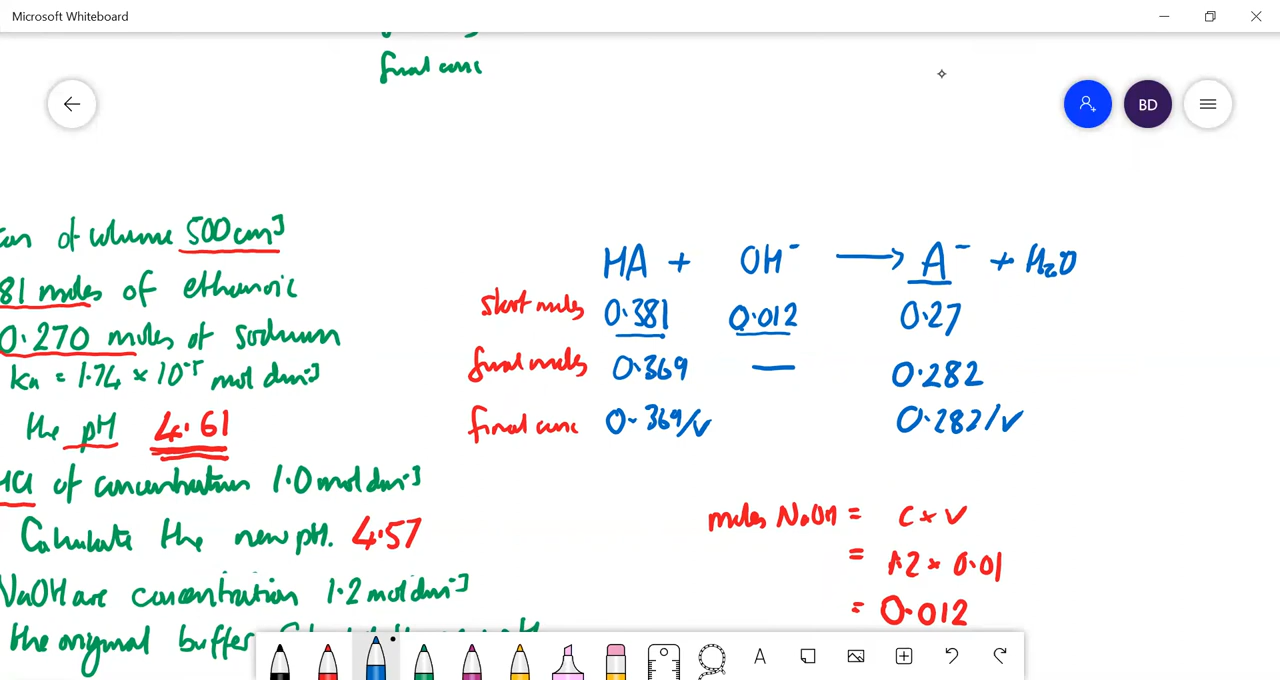 Microsoft Whiteboard
final conc
BD
of volume 500cm³
81 moles of ethanoic
0.270 moles of sodium
Ka = 1.74 × 10⁻⁵ mol dm⁻³
the pH 4.61
HCl of concentration 1.0 mol dm⁻³
Calculate the new pH. 4.57
NaOH are concentration 1.2 mol dm⁻³
the original buffer
HA + OH⁻ → A⁻ + H₂O
start moles 0.381 0.012 0.27
final moles 0.369 — 0.282
final conc 0.369/v 0.282/v
moles NaOH = C × V
= 1.2 × 0.01
= 0.012
A